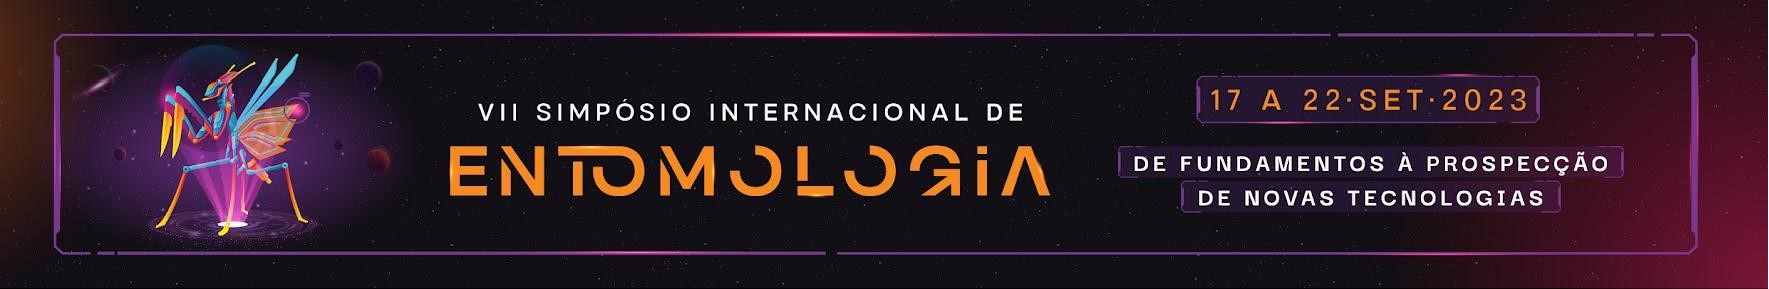 VII SIMPÓSIO INTERNACIONAL DE
ENTOMOLOGIA
17 A 22·SET·2023
DE FUNDAMENTOS À PROSPECÇÃO
DE NOVAS TECNOLOGIAS